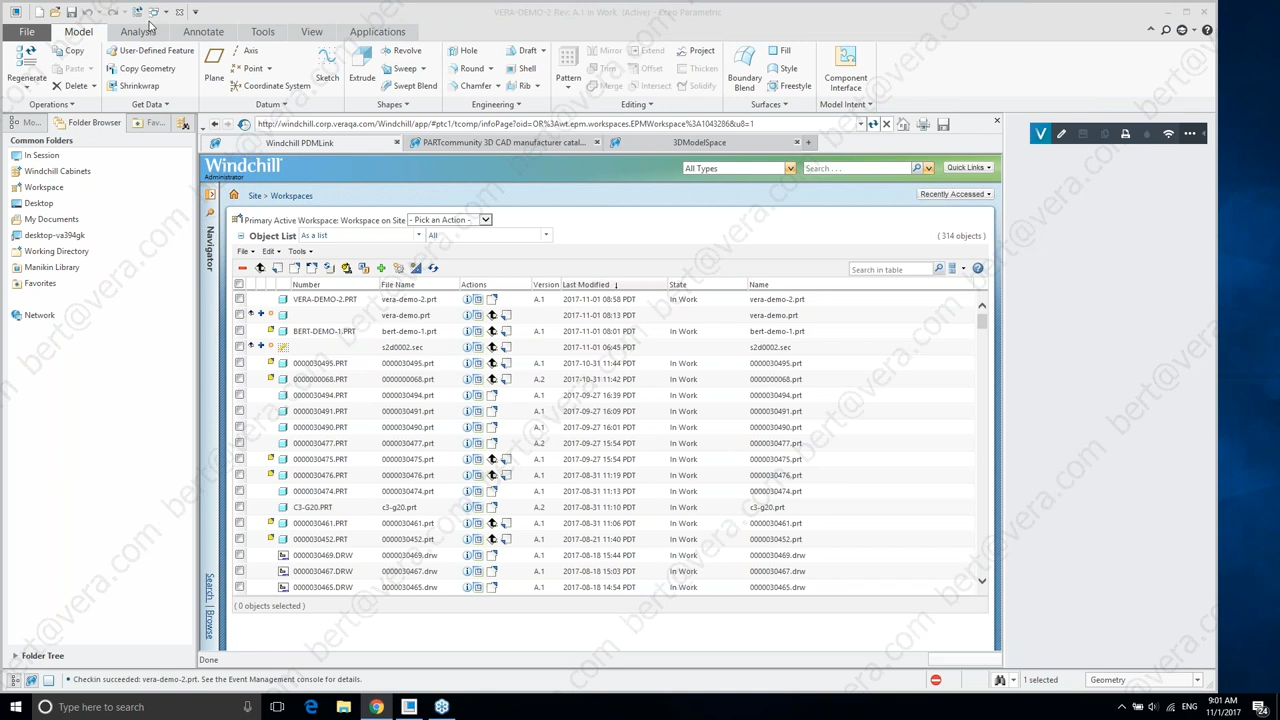 VERA-DEMO-2 Rev: A.1 In Work (Active) - Creo Parametric
File Model Analysis Annotate Tools View Applications
Regenerate Copy Paste Delete User-Defined Feature Copy Geometry Shrinkwrap Plane Axis Point Coordinate System Sketch Extrude Revolve Sweep Swept Blend Hole Round Chamfer Draft Shell Rib Pattern Mirror Extend Project Trim Offset Thicken Merge Intersect Solidify Boundary Blend Fill Style Freestyle Component Interface
Operations Get Data Datum Shapes Engineering Editing Surfaces Model Intent
Mo... Folder Browser Fav...
http://windchill.corp.veraqa.com/Windchill/app/#ptc1/tcomp/infoPage?oid=OR%3Awt.epm.workspaces.EPMWorkspace%3A1043286&u8=1
Windchill PDMLink PARTcommunity 3D CAD manufacturer catal... 3DModelSpace
Common Folders
In Session
Windchill Cabinets
Workspace
Desktop
My Documents
desktop-va394gk
Working Directory
Manikin Library
Favorites
Network
Folder Tree
Windchill
Administrator
All Types Search . . . Quick Links
Site > Workspaces Recently Accessed
Navigator
Search Browse
Primary Active Workspace: Workspace on Site - Pick an Action -
Object List As a list All ( 314 objects )
File Edit Tools
Search in table
Number File Name Actions Version Last Modified State Name
VERA-DEMO-2.PRT vera-demo-2.prt A.1 2017-11-01 08:58 PDT In Work vera-demo-2.prt
vera-demo.prt 2017-11-01 08:13 PDT vera-demo.prt
BERT-DEMO-1.PRT bert-demo-1.prt A.1 2017-11-01 08:01 PDT In Work bert-demo-1.prt
s2d0002.sec 2017-11-01 06:45 PDT s2d0002.sec
0000030495.PRT 0000030495.prt A.1 2017-10-31 11:44 PDT In Work 0000030495.prt
0000000068.PRT 0000000068.prt A.2 2017-10-31 11:42 PDT In Work 0000000068.prt
0000030494.PRT 0000030494.prt A.1 2017-09-27 16:39 PDT In Work 0000030494.prt
0000030491.PRT 0000030491.prt A.1 2017-09-27 16:09 PDT In Work 0000030491.prt
0000030490.PRT 0000030490.prt A.1 2017-09-27 16:01 PDT In Work 0000030490.prt
0000030477.PRT 0000030477.prt A.2 2017-09-27 15:54 PDT In Work 0000030477.prt
0000030475.PRT 0000030475.prt A.1 2017-09-27 15:54 PDT In Work 0000030475.prt
0000030476.PRT 0000030476.prt A.1 2017-08-31 11:19 PDT In Work 0000030476.prt
0000030474.PRT 0000030474.prt A.1 2017-08-31 11:13 PDT In Work 0000030474.prt
C3-G20.PRT c3-g20.prt A.2 2017-08-31 11:10 PDT In Work c3-g20.prt
0000030461.PRT 0000030461.prt A.1 2017-08-31 11:06 PDT In Work 0000030461.prt
0000030452.PRT 0000030452.prt A.1 2017-08-21 11:40 PDT In Work 0000030452.prt
0000030469.DRW 0000030469.drw A.1 2017-08-18 15:44 PDT In Work 0000030469.drw
0000030467.DRW 0000030467.drw A.1 2017-08-18 15:03 PDT In Work 0000030467.drw
0000030465.DRW 0000030465.drw A.1 2017-08-18 14:54 PDT In Work 0000030465.drw
( 0 objects selected )
Done
• Checkin succeeded: vera-demo-2.prt. See the Event Management console for details. 1 selected Geometry
Type here to search
ENG 9:01 AM
11/1/2017
24
bert@vera.com